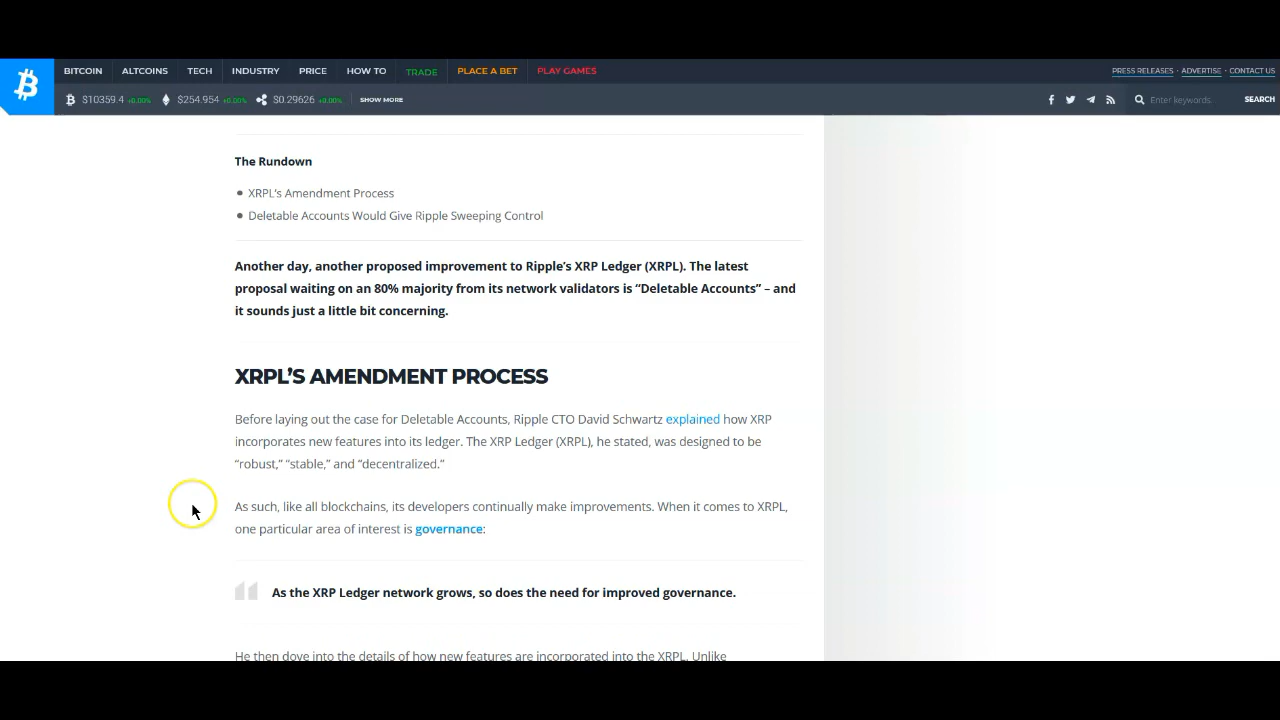 BITCOIN ALTCOINS TECH INDUSTRY PRICE HOW TO TRADE PLACE A BET PLAY GAMES PRESS RELEASES · ADVERTISE · CONTACT US
$10359.4 +0.00% $254.954 +0.00% $0.29626 +0.00% SHOW MORE Enter keywords SEARCH
The Rundown
● XRPL's Amendment Process
● Deletable Accounts Would Give Ripple Sweeping Control
Another day, another proposed improvement to Ripple’s XRP Ledger (XRPL). The latest
proposal waiting on an 80% majority from its network validators is “Deletable Accounts” – and
it sounds just a little bit concerning.
XRPL’S AMENDMENT PROCESS
Before laying out the case for Deletable Accounts, Ripple CTO David Schwartz explained how XRP
incorporates new features into its ledger. The XRP Ledger (XRPL), he stated, was designed to be
“robust,” “stable,” and “decentralized.”
As such, like all blockchains, its developers continually make improvements. When it comes to XRPL,
one particular area of interest is governance:
As the XRP Ledger network grows, so does the need for improved governance.
He then dove into the details of how new features are incorporated into the XRPL. Unlike